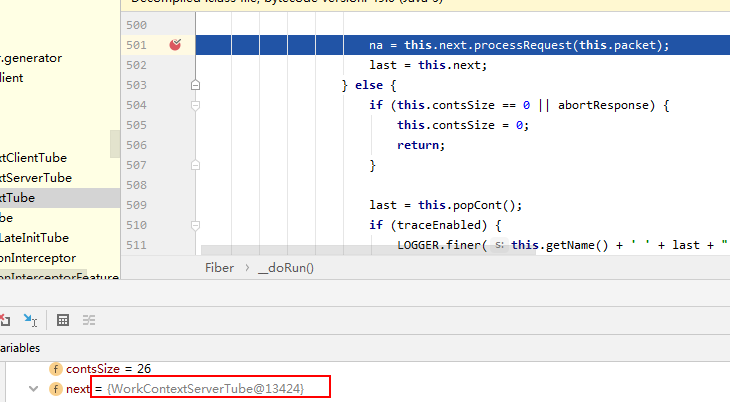 Decompiled .class file, bytecode version: 49.0 (Java 5)
500
501 na = this.next.processRequest(this.packet);
r.generator
502 last = this.next;
lient
503 } else {
504 if (this.contsSize == 0 || abortResponse) {
505 this.contsSize = 0;
506 return;
xtClientTube
507 }
xtServerTube
508
xtTube
509 last = this.popCont();
be
510 if (traceEnabled) {
LateInitTube
511 LOGGER.finer( s: this.getName() + ' ' + last + "
onInterceptor
Fiber > __doRun()
onInterceptorFeature
ariables
f contsSize = 26
f next = {WorkContextServerTube@13424}